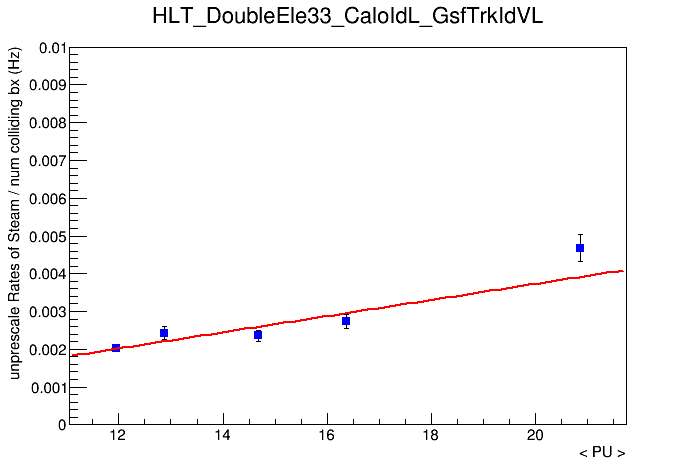 HLT_DoubleEle33_CaloIdL_GsfTrkIdVL
unprescale Rates of Steam / num colliding bx (Hz)
0.01
0.009
0.008
0.007
0.006
0.005
0.004
0.003
0.002
0.001
0
12 14 16 18 20
< PU >